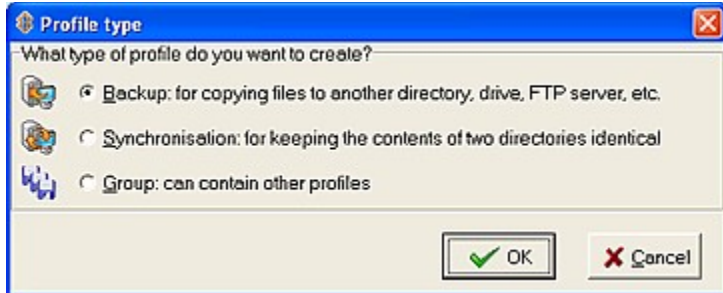 Profile type
What type of profile do you want to create?
Backup: for copying files to another directory, drive, FTP server, etc.
Synchronisation: for keeping the contents of two directories identical
Group: can contain other profiles
OK
Cancel